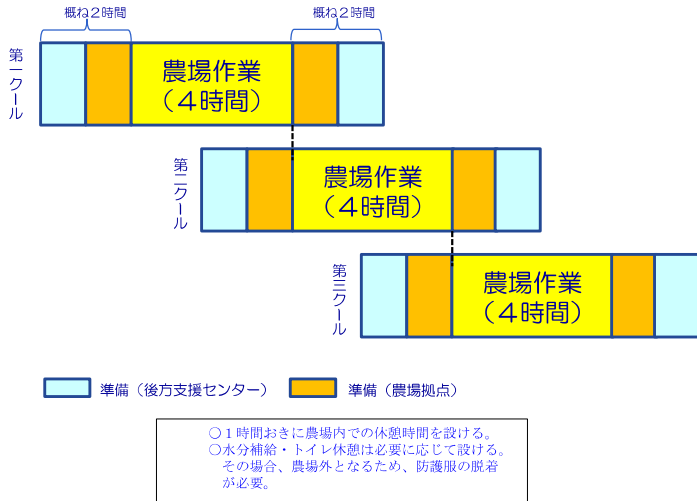 概ね２時間
概ね２時間
第一クール
農場作業
（４時間）
第二クール
農場作業
（４時間）
第三クール
農場作業
（４時間）
準備（後方支援センター）
準備（農場拠点）
○１時間おきに農場内での休憩時間を設ける。
○水分補給・トイレ休憩は必要に応じて設ける。
その場合、農場外となるため、防護服の脱着
が必要。